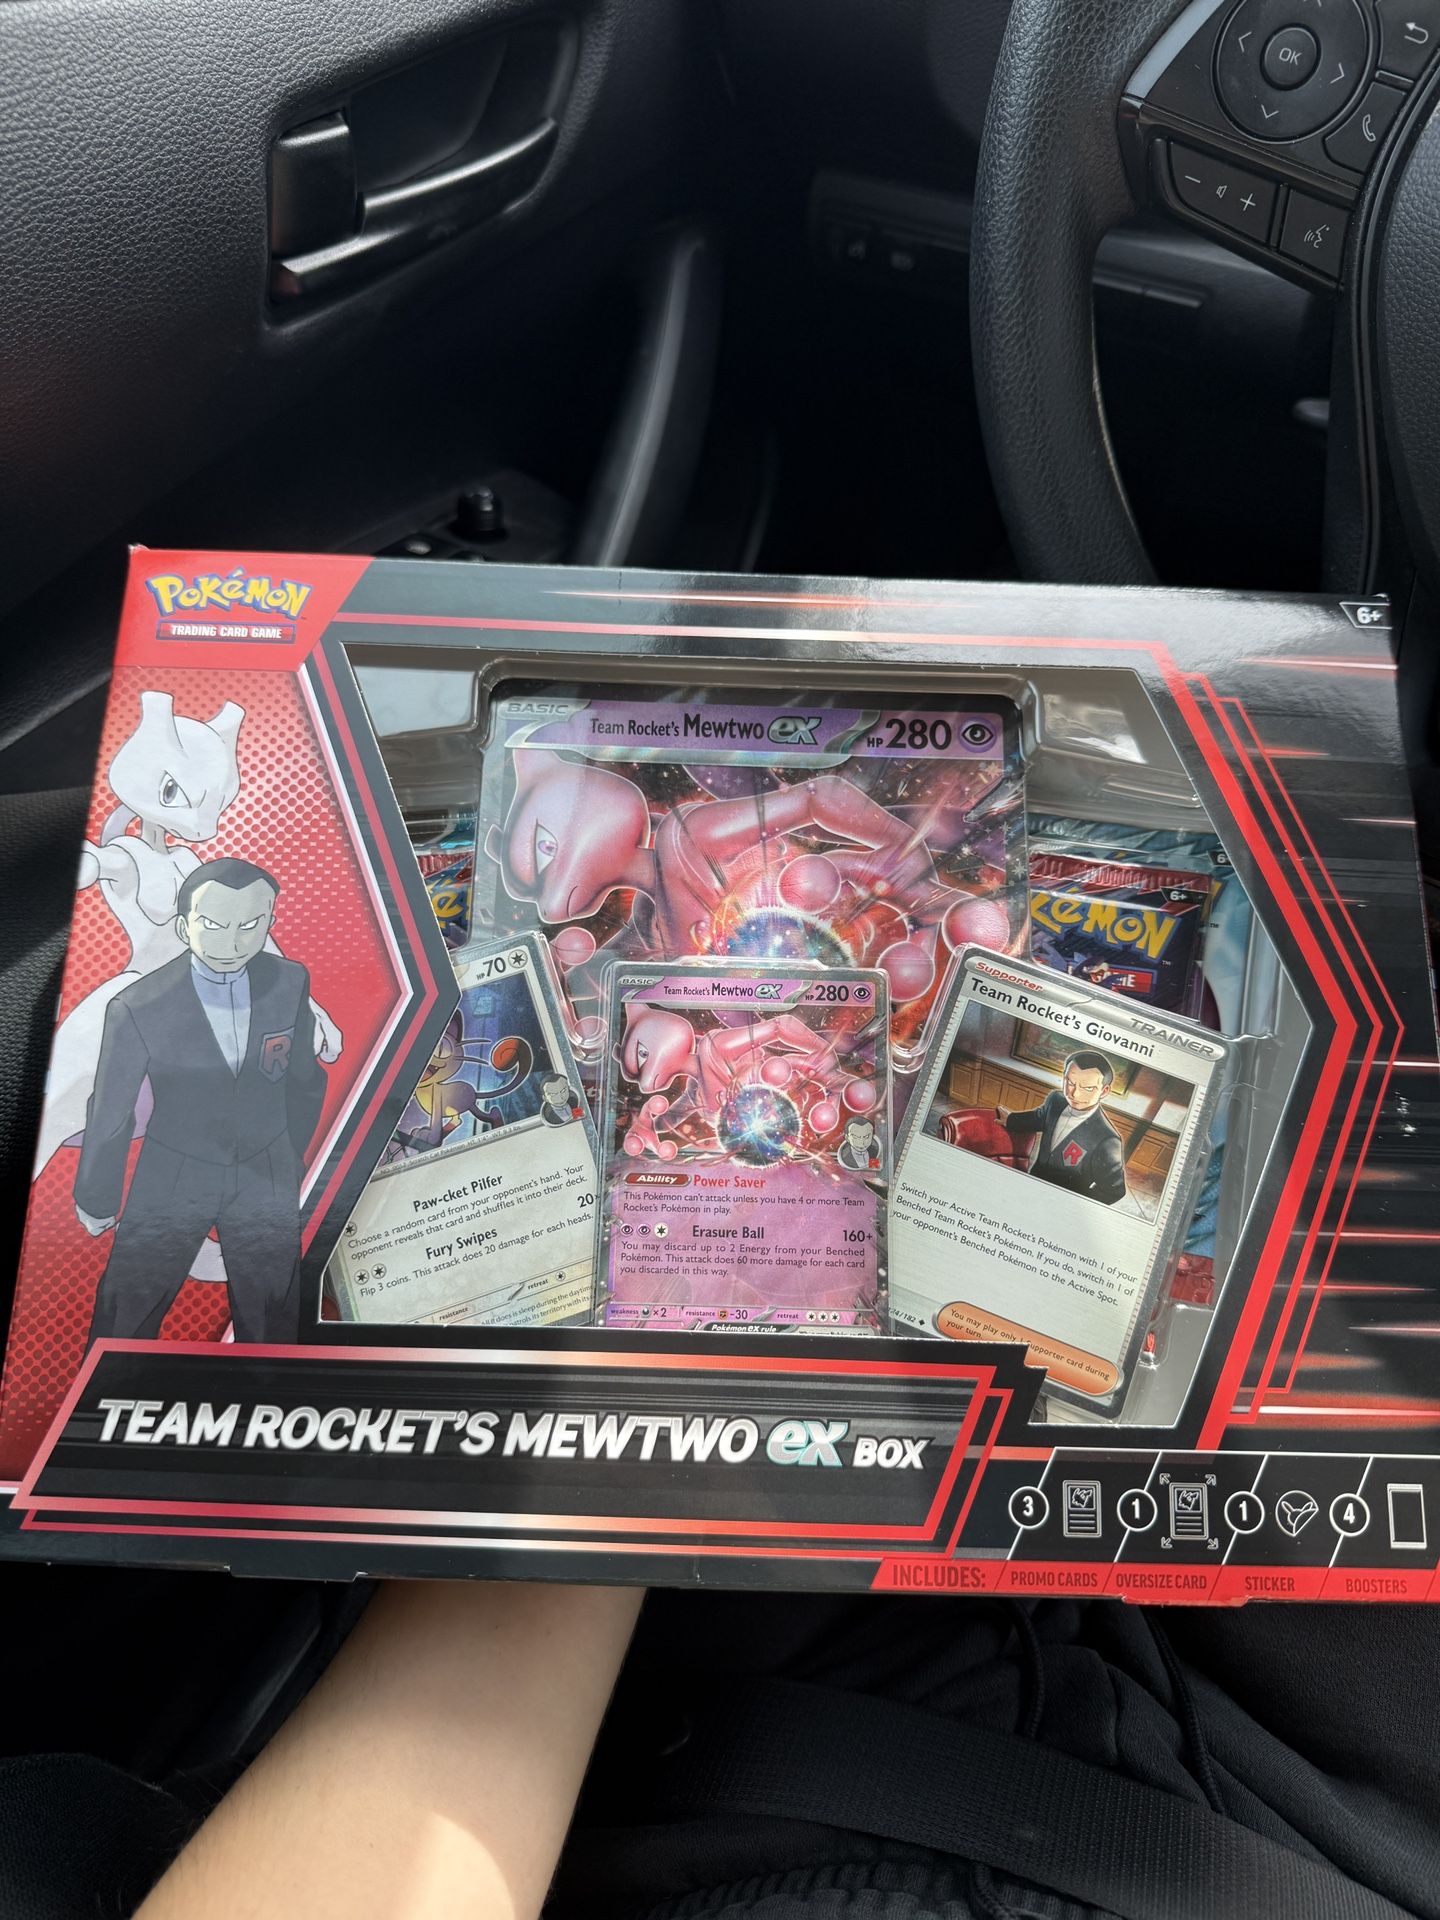 OK
POKéMON
TRADING CARD GAME
6+
BASIC
Team Rocket's Mewtwo ex
HP 280
6+
KéMON
HP 70
Paw-cket Pilfer
Choose a random card from your opponent's hand. Your
opponent reveals that card and shuffles it into their deck.
Fury Swipes
20×
Flip 3 coins. This attack does 20 damage for each heads.
resistance
retreat
BASIC
Team Rocket's Mewtwo ex
HP 280
Ability Power Saver
This Pokémon can't attack unless you have 4 or more Team
Rocket's Pokémon in play.
Erasure Ball 160+
You may discard up to 2 Energy from your Benched
Pokémon. This attack does 60 more damage for each card
you discarded in this way.
weakness ×2 resistance -30 retreat
Pokémon ex rule
Supporter
TRAINER
Team Rocket's Giovanni
R
Switch your Active Team Rocket's Pokémon with 1 of your
Benched Team Rocket's Pokémon. If you do, switch in 1 of
your opponent's Benched Pokémon to the Active Spot.
/182
You may play only 1 Supporter card during
your turn.
R
TEAM ROCKET'S MEWTWO ex BOX
3 1 1 4
INCLUDES: PROMO CARDS OVERSIZE CARD STICKER BOOSTERS